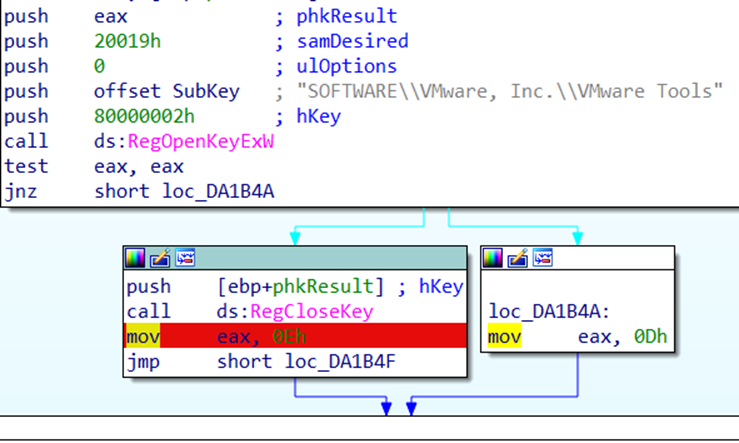 push eax ; phkResult
push 20019h ; samDesired
push 0 ; ulOptions
push offset SubKey ; "SOFTWARE\\VMware, Inc.\\VMware Tools"
push 80000002h ; hKey
call ds:RegOpenKeyExW
test eax, eax
jnz short loc_DA1B4A
push [ebp+phkResult] ; hKey
call ds:RegCloseKey
mov eax, 0Eh
jmp short loc_DA1B4F
loc_DA1B4A:
mov eax, 0Dh